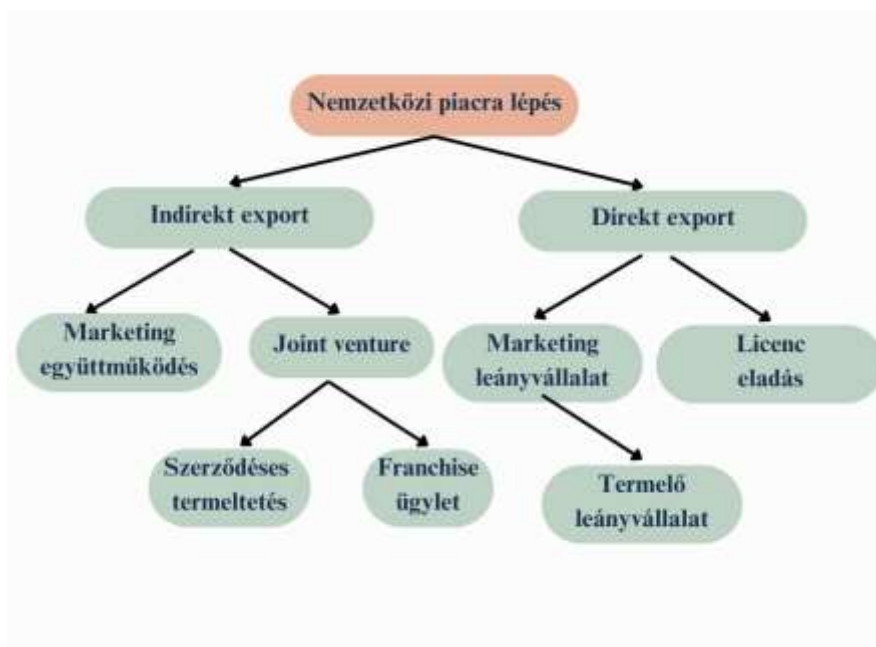 Nemzetközi piacra lépés
Indirekt export
Direkt export
Marketing
együttműködés
Joint venture
Marketing
leányvállalat
Licenc
eladás
Szerződéses
termeltetés
Franchise
ügylet
Termelő
leányvállalat